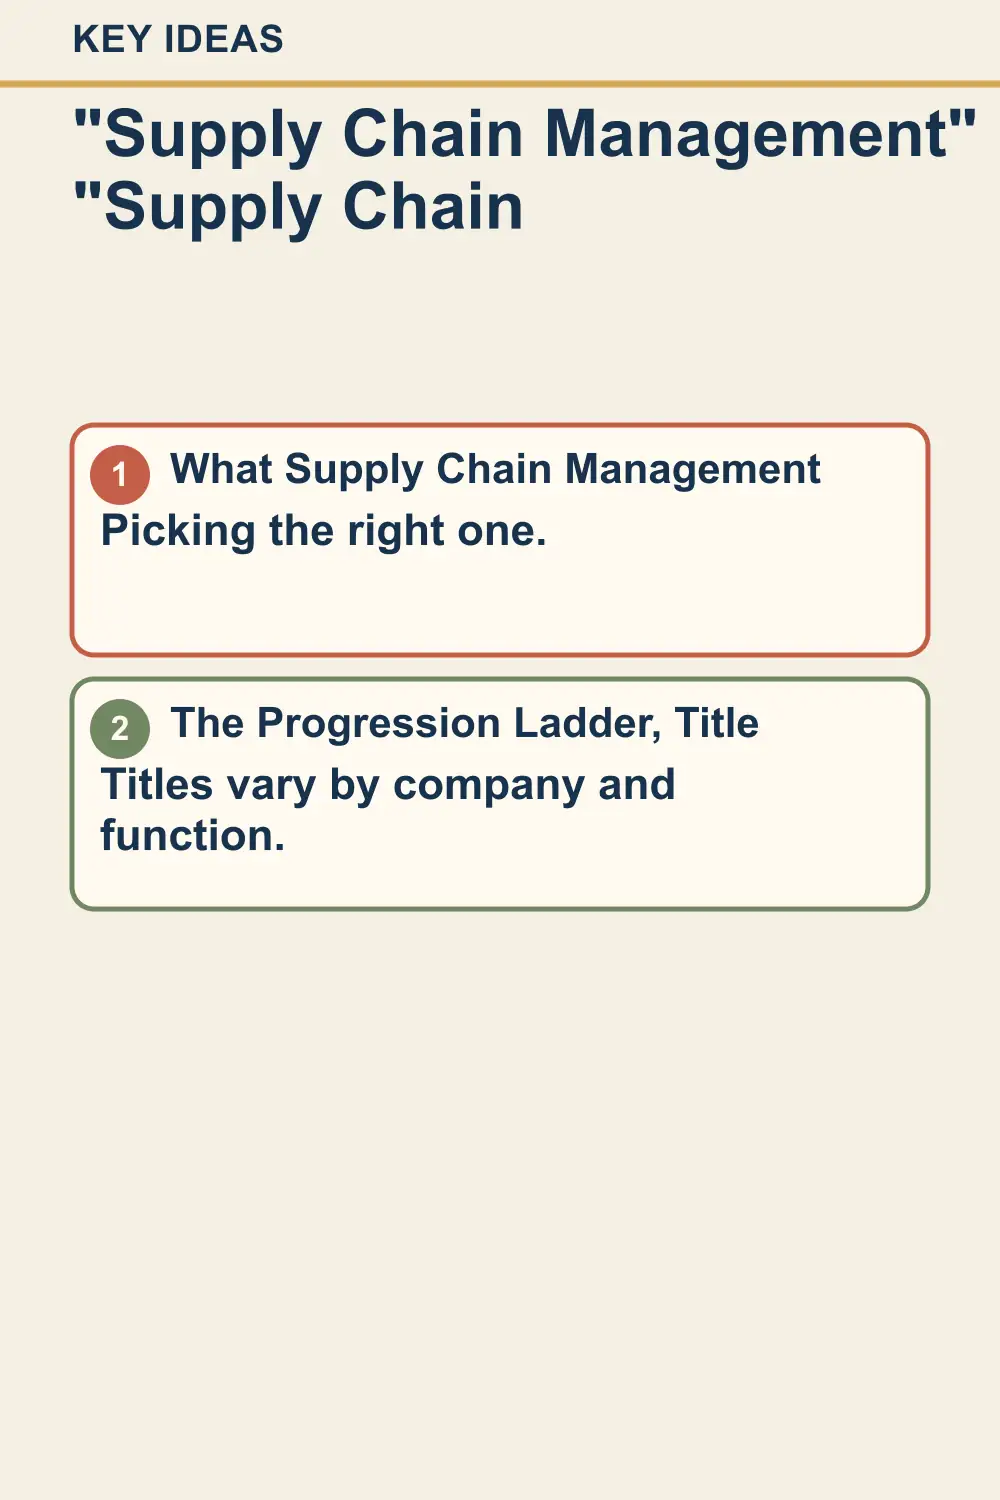 KEY IDEAS
"Supply Chain Management"
"Supply Chain
1 What Supply Chain Management
Picking the right one.
2 The Progression Ladder, Title
Titles vary by company and
function.